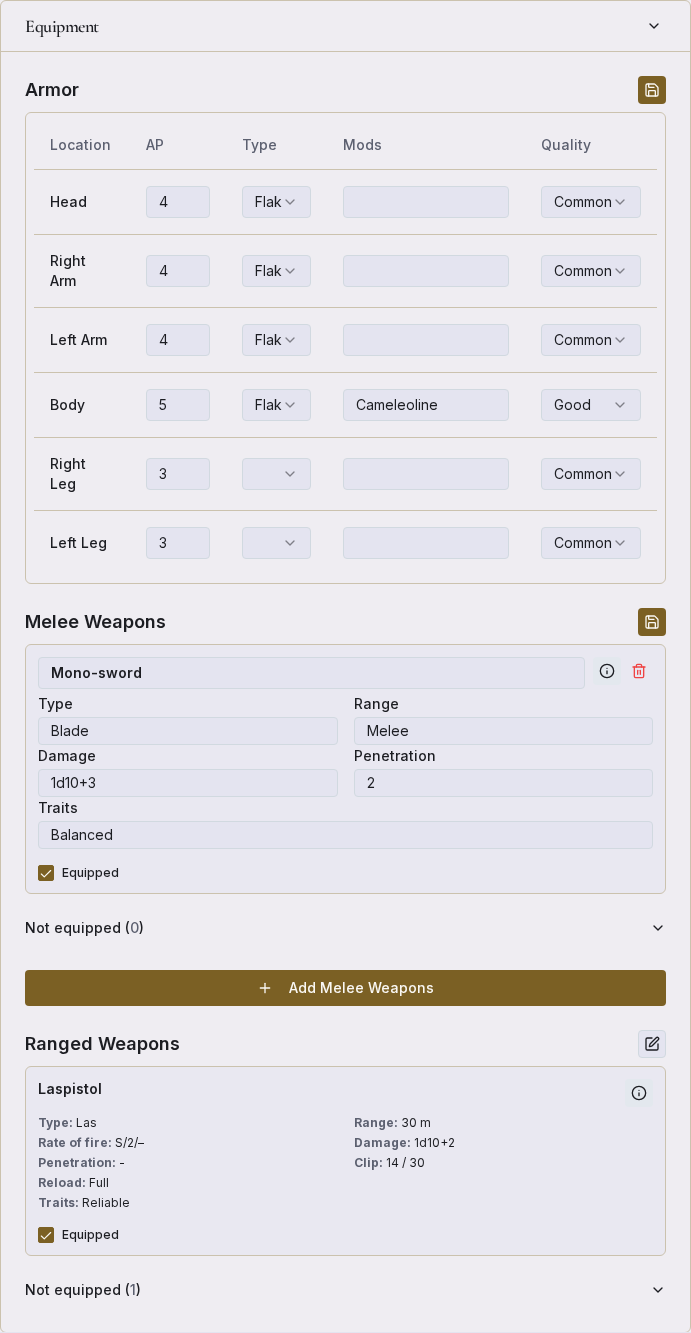 Equipment
Armor
Location AP Type Mods Quality
Head 4 Flak Common
Right
Arm 4 Flak Common
Left Arm 4 Flak Common
Body 5 Flak Cameleoline Good
Right
Leg 3 Common
Left Leg 3 Common
Melee Weapons
Mono-sword
Type Range
Blade Melee
Damage Penetration
1d10+3 2
Traits
Balanced
Equipped
Not equipped (0)
Add Melee Weapons
Ranged Weapons
Laspistol
Type: Las Range: 30 m
Rate of fire: S/2/– Damage: 1d10+2
Penetration: - Clip: 14 / 30
Reload: Full
Traits: Reliable
Equipped
Not equipped (1)